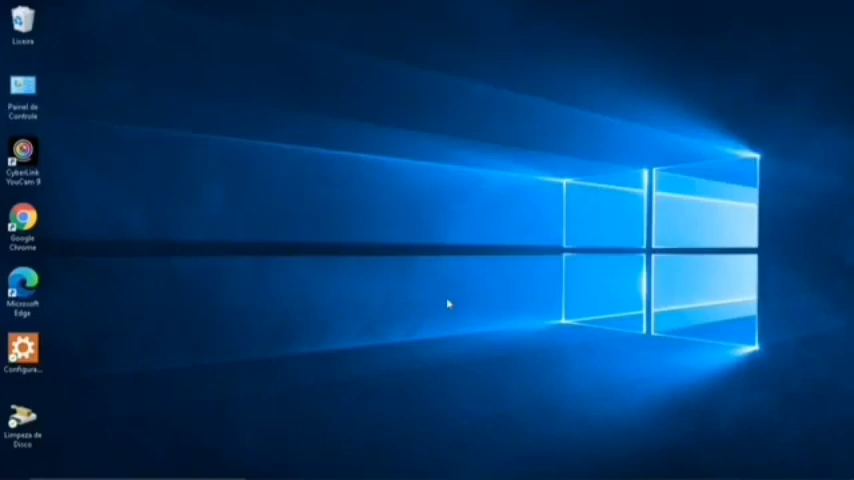 Lixeira
Painel de
Controle
CyberLink
YouCam 9
Google
Chrome
Microsoft
Edge
Configura...
Limpeza de
Disco